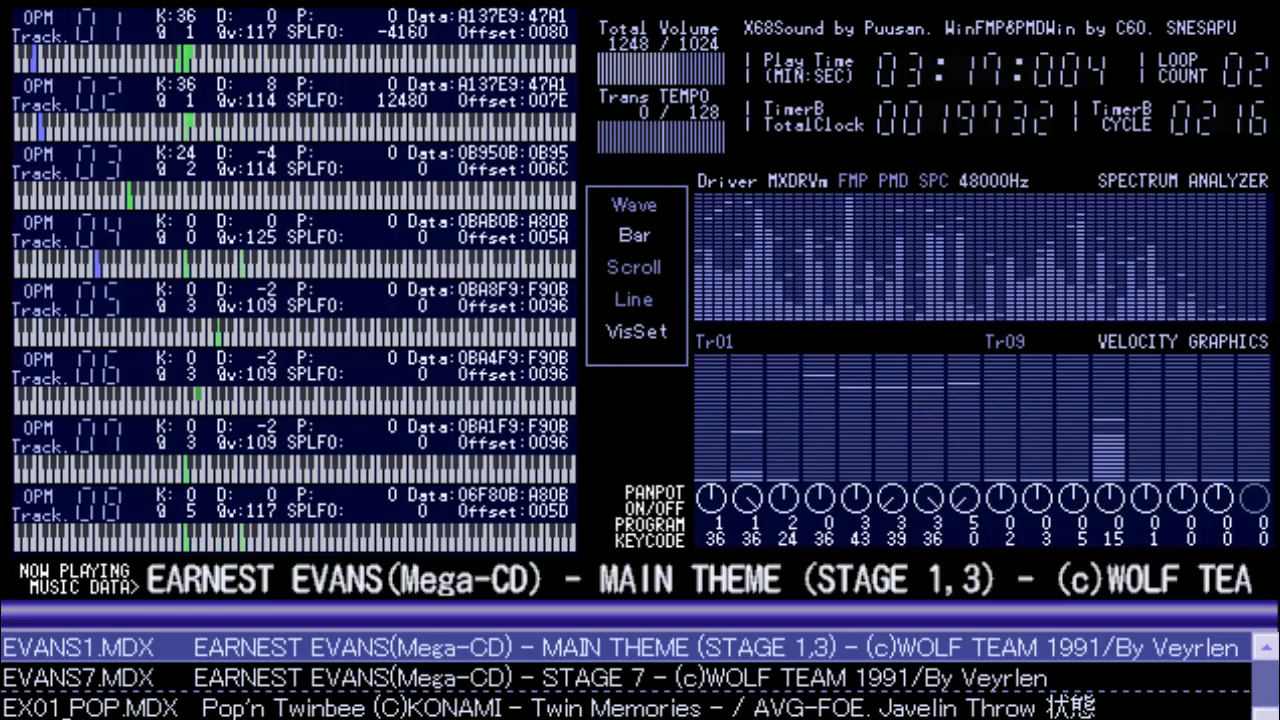 OPM K:36 D: 0 P: 0 Data:A137E9:47A1
Track. 01 @ 1 @v:117 SPLFO: -4160 Offset:0080
OPM K:36 D: 8 P: 0 Data:A137E9:47A1
Track. 02 @ 1 @v:114 SPLFO: 12480 Offset:007E
OPM K:24 D: -4 P: 0 Data:0B950B:0B95
Track. 03 @ 2 @v:114 SPLFO: 0 Offset:006C
OPM K: 0 D: 0 P: 0 Data:0BAB0B:A80B
Track. 04 @ 0 @v:125 SPLFO: 0 Offset:005A
OPM K: 0 D: -2 P: 0 Data:0BA8F9:F90B
Track. 05 @ 3 @v:109 SPLFO: 0 Offset:0096
OPM K: 0 D: -2 P: 0 Data:0BA4F9:F90B
Track. 06 @ 3 @v:109 SPLFO: 0 Offset:0096
OPM K: 0 D: -2 P: 0 Data:0BA1F9:F90B
Track. 07 @ 3 @v:109 SPLFO: 0 Offset:0096
OPM K: 0 D: 0 P: 0 Data:06F80B:A80B
Track. 08 @ 5 @v:117 SPLFO: 0 Offset:005D
Total Volume
1248 / 1024
Trans TEMPO
0 / 128
X68Sound by Puusan. WinFMP&PMDWin by C60. SNESAPU
Play Time
(MIN:SEC) 03:17:004
LOOP
COUNT 02
TimerB
TotalClock 0019732
TimerB
CYCLE 0216
Wave
Bar
Scroll
Line
VisSet
Driver MXDRVm FMP PMD SPC 48000Hz SPECTRUM ANALYZER
Tr01 Tr09 VELOCITY GRAPHICS
PANPOT
ON/OFF
PROGRAM 1 1 2 0 3 3 3 5 0 0 0 0 0 0 0 0
KEYCODE 36 36 24 36 43 39 36 0 2 3 5 15 1 0 0
NOW PLAYING
MUSIC DATA> EARNEST EVANS(Mega-CD) - MAIN THEME (STAGE 1,3) - (c)WOLF TEA
EVANS1.MDX EARNEST EVANS(Mega-CD) - MAIN THEME (STAGE 1,3) - (c)WOLF TEAM 1991/By Veyrlen
EVANS7.MDX EARNEST EVANS(Mega-CD) - STAGE 7 - (c)WOLF TEAM 1991/By Veyrlen
EX01_POP.MDX Pop'n Twinbee (C)KONAMI - Twin Memories - / AVG-FOE. Javelin Throw 状態